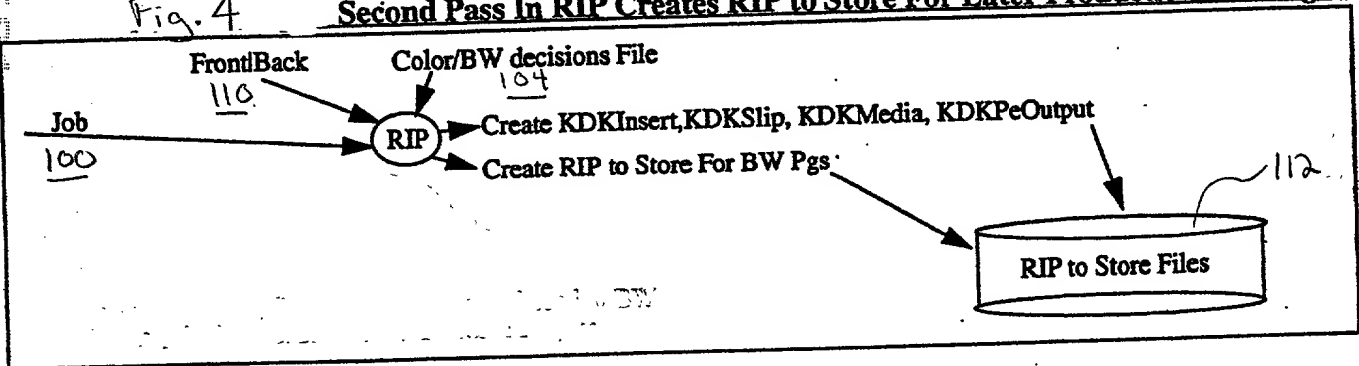 Fig. 4 Second Pass In RIP Creates RIP to Store For Later
Front|Back Color/BW decisions File
110 104
Job
100
RIP
Create KDKInsert,KDKSlip, KDKMedia, KDKPeOutput
Create RIP to Store For BW Pgs
112
RIP to Store Files
BW